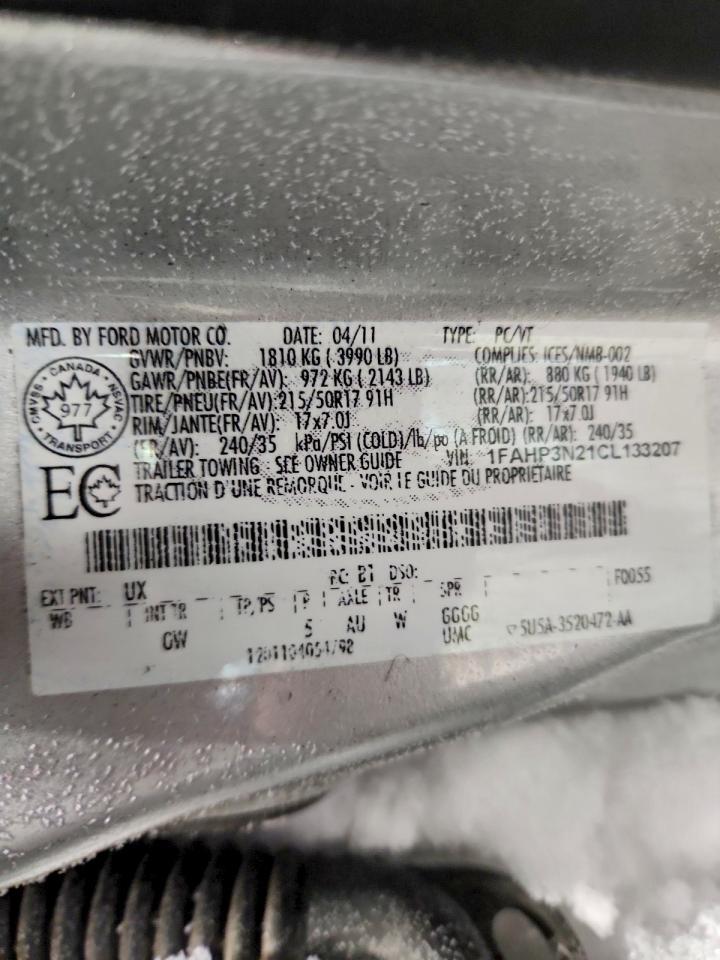 MFD. BY FORD MOTOR CO. DATE: 04/11 TYPE: PC/VT
GVWR/PNBV: 1810 KG ( 3990 LB) COMPLIES: ICES/NMB-002
GAWR/PNBE(FR/AV): 972 KG ( 2143 LB) (RR/AR): 880 KG ( 1940 LB)
TIRE/PNEU(FR/AV): 215/50R17 91H (RR/AR): 215/50R17 91H
RIM/JANTE(FR/AV): 17x7.0J (RR/AR): 17x7.0J
(FR/AV): 240/35 kPa/PSI (COLD)/lb/po (A FROID) (RR/AR): 240/35
TRAILER TOWING - SEE OWNER GUIDE VIN: 1FAHP3N21CL133207
TRACTION D'UNE REMORQUE - VOIR LE GUIDE DU PROPRIETAIRE
CANADA
CMVSS 977 NSVAC
TRANSPORT
EC
EXT PNT: UX RC: 21 DSO: F0055
WB INT TR TP/PS R AXLE TR SPR
GW 5 AU W GGGG
UMC 5U5A-3520472-AA